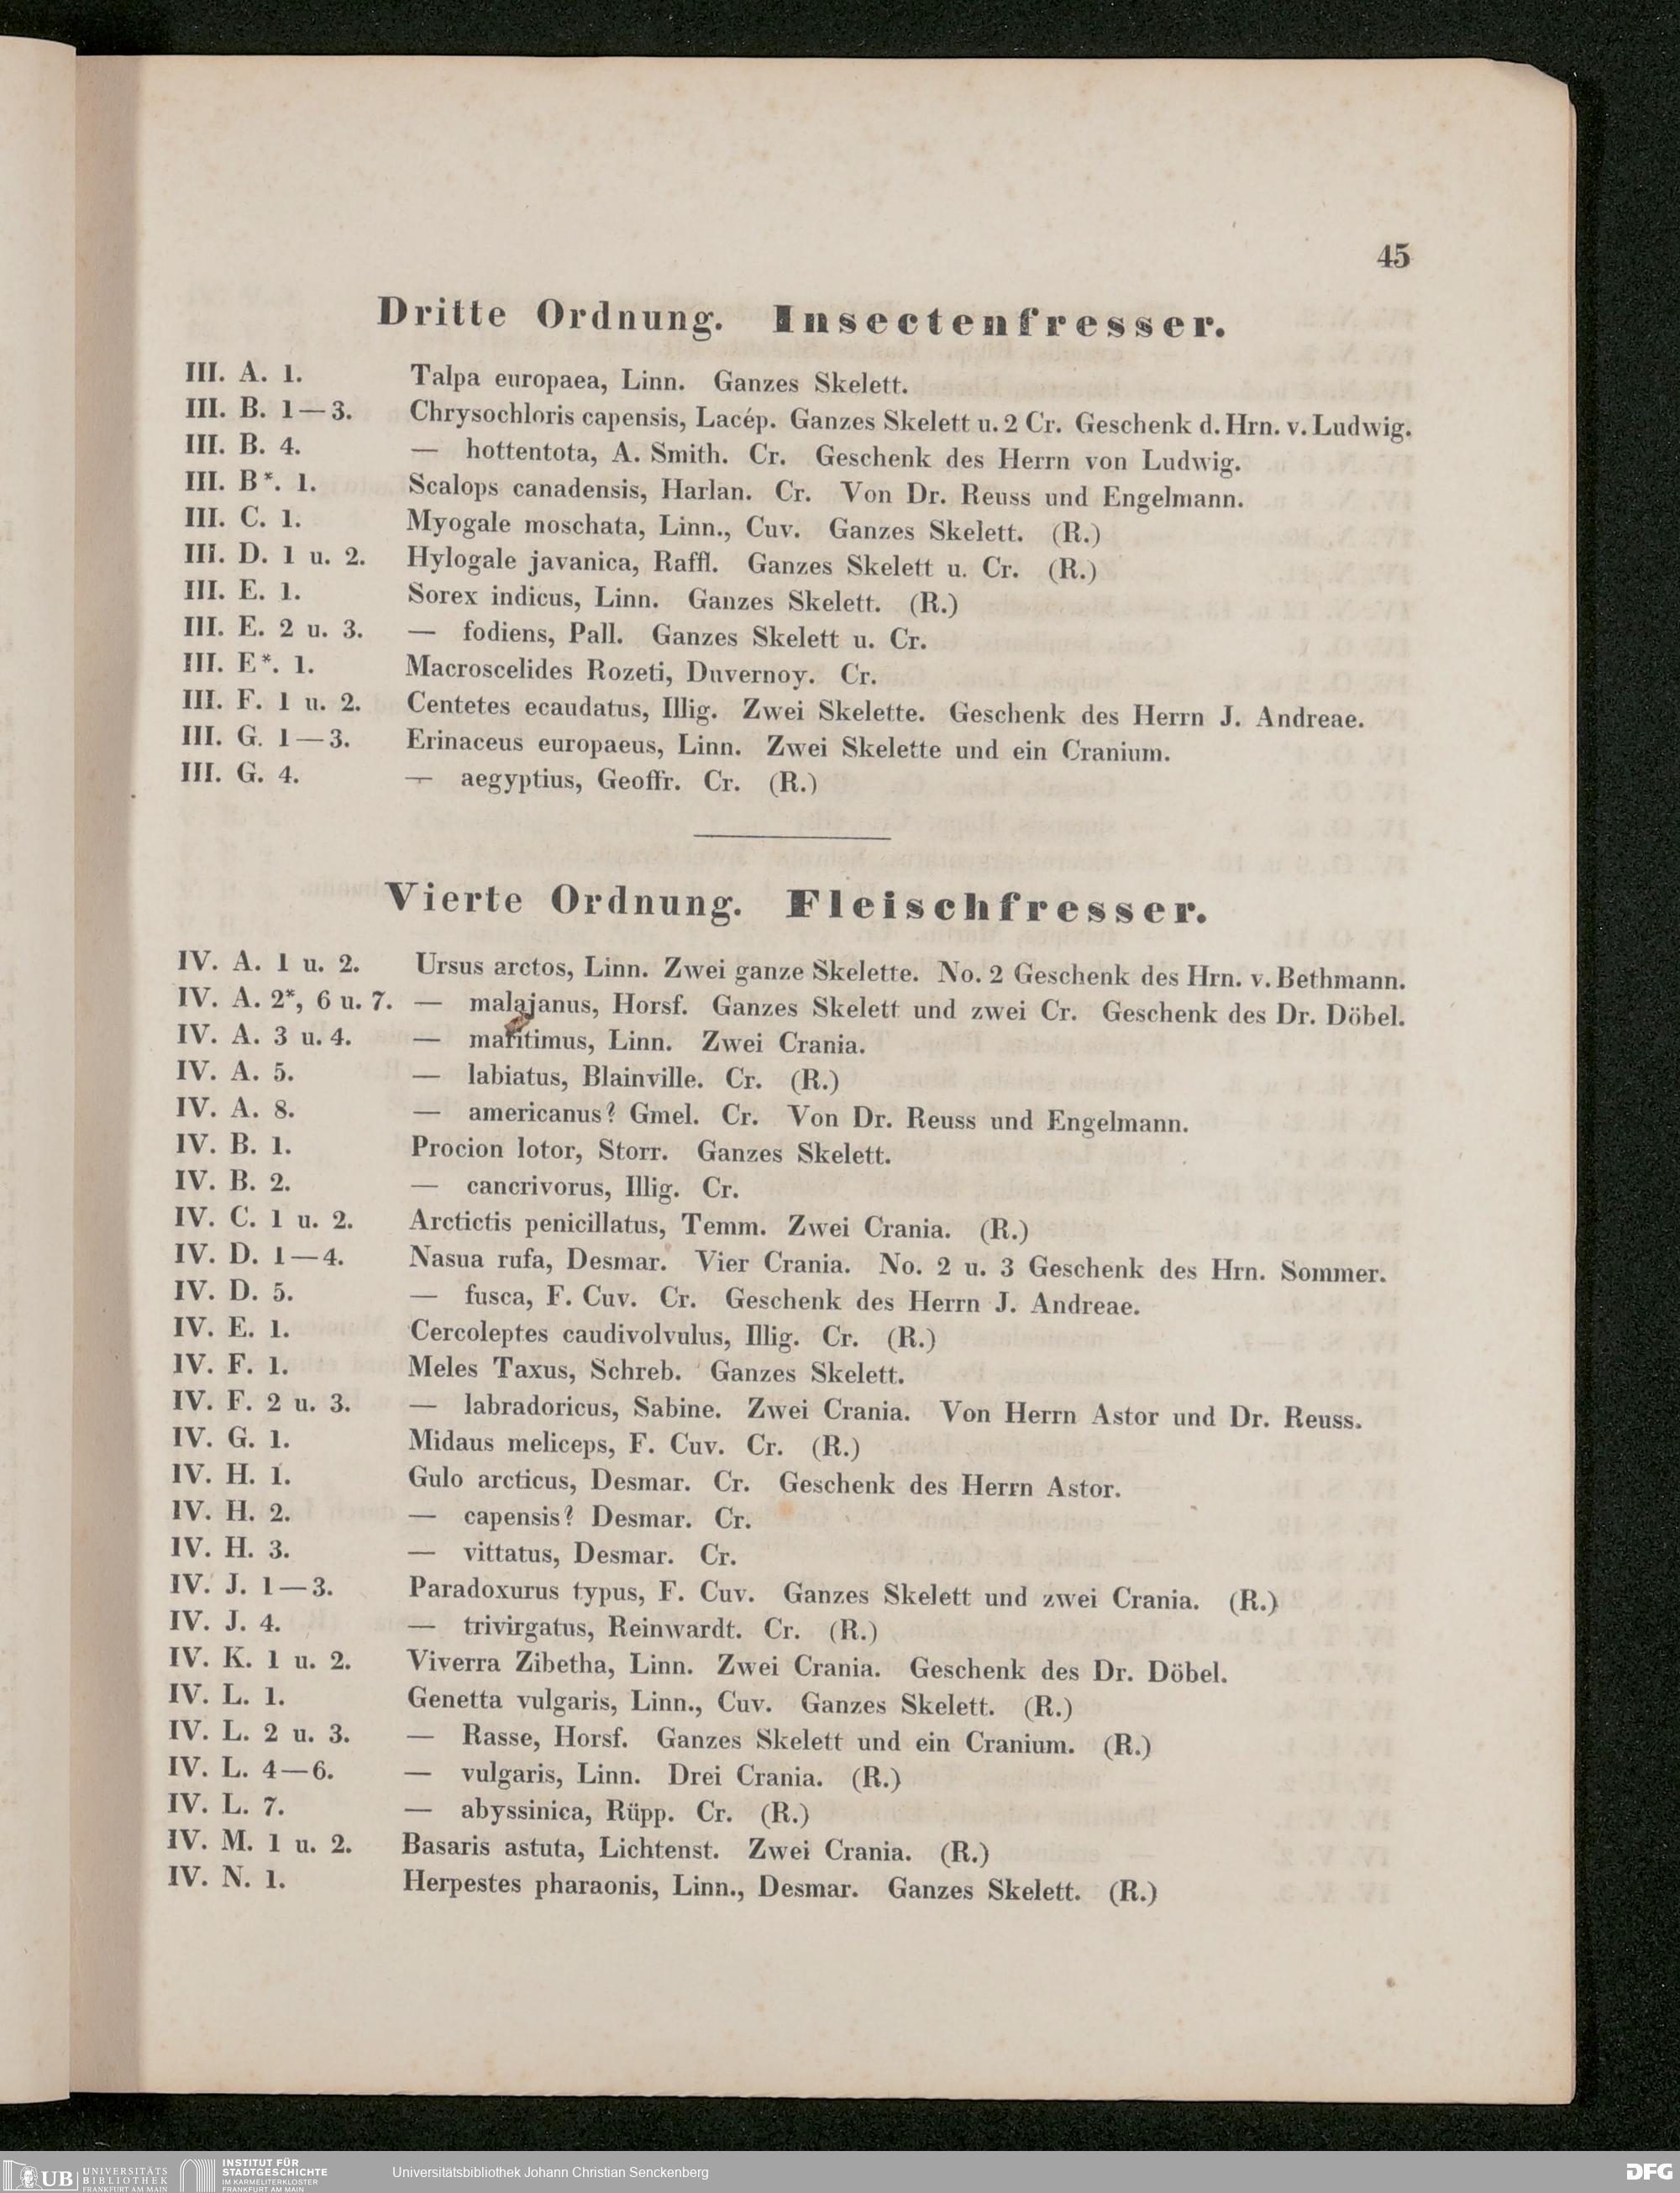 45
Dritte Ordnung. Insectenfresser.
III. A. 1. Talpa europaea, Linn. Ganzes Skelett.
III. B. 1—3. Chrysochloris capensis, Lacép. Ganzes Skelett u. 2 Cr. Geschenk d. Hrn. v. Ludwig.
III. B. 4. — hottentota, A. Smith. Cr. Geschenk des Herrn von Ludwig.
III. B*. 1. Scalops canadensis, Harlan. Cr. Von Dr. Reuss und Engelmann.
III. C. 1. Myogale moschata, Linn., Cuv. Ganzes Skelett. (R.)
III. D. 1 u. 2. Hylogale javanica, Raffl. Ganzes Skelett u. Cr. (R.)
III. E. 1. Sorex indicus, Linn. Ganzes Skelett. (R.)
III. E. 2 u. 3. — fodiens, Pall. Ganzes Skelett u. Cr.
III. E*. 1. Macroscelides Rozeti, Duvernoy. Cr.
III. F. 1 u. 2. Centetes ecaudatus, Illig. Zwei Skelette. Geschenk des Herrn J. Andreae.
III. G. 1—3. Erinaceus europaeus, Linn. Zwei Skelette und ein Cranium.
III. G. 4. — aegyptius, Geoffr. Cr. (R.)
Vierte Ordnung. Fleischfresser.
IV. A. 1 u. 2. Ursus arctos, Linn. Zwei ganze Skelette. No. 2 Geschenk des Hrn. v. Bethmann.
IV. A. 2*, 6 u. 7. — malajanus, Horsf. Ganzes Skelett und zwei Cr. Geschenk des Dr. Döbel.
IV. A. 3 u. 4. — maritimus, Linn. Zwei Crania.
IV. A. 5. — labiatus, Blainville. Cr. (R.)
IV. A. 8. — americanus? Gmel. Cr. Von Dr. Reuss und Engelmann.
IV. B. 1. Procion lotor, Storr. Ganzes Skelett.
IV. B. 2. — cancrivorus, Illig. Cr.
IV. C. 1 u. 2. Arctictis penicillatus, Temm. Zwei Crania. (R.)
IV. D. 1—4. Nasua rufa, Desmar. Vier Crania. No. 2 u. 3 Geschenk des Hrn. Sommer.
IV. D. 5. — fusca, F. Cuv. Cr. Geschenk des Herrn J. Andreae.
IV. E. 1. Cercoleptes caudivolvulus, Illig. Cr. (R.)
IV. F. 1. Meles Taxus, Schreb. Ganzes Skelett.
IV. F. 2 u. 3. — labradoricus, Sabine. Zwei Crania. Von Herrn Astor und Dr. Reuss.
IV. G. 1. Midaus meliceps, F. Cuv. Cr. (R.)
IV. H. 1. Gulo arcticus, Desmar. Cr. Geschenk des Herrn Astor.
IV. H. 2. — capensis? Desmar. Cr.
IV. H. 3. — vittatus, Desmar. Cr.
IV. J. 1—3. Paradoxurus typus, F. Cuv. Ganzes Skelett und zwei Crania. (R.)
IV. J. 4. — trivirgatus, Reinwardt. Cr. (R.)
IV. K. 1 u. 2. Viverra Zibetha, Linn. Zwei Crania. Geschenk des Dr. Döbel.
IV. L. 1. Genetta vulgaris, Linn., Cuv. Ganzes Skelett. (R.)
IV. L. 2 u. 3. — Rasse, Horsf. Ganzes Skelett und ein Cranium. (R.)
IV. L. 4—6. — vulgaris, Linn. Drei Crania. (R.)
IV. L. 7. — abyssinica, Rüpp. Cr. (R.)
IV. M. 1 u. 2. Basaris astuta, Lichtenst. Zwei Crania. (R.)
IV. N. 1. Herpestes pharaonis, Linn., Desmar. Ganzes Skelett. (R.)
UB UNIVERSITÄTS BIBLIOTHEK FRANKFURT AM MAIN
INSTITUT FÜR STADTGESCHICHTE IM KARMELITERKLOSTER FRANKFURT AM MAIN
Universitätsbibliothek Johann Christian Senckenberg
DFG